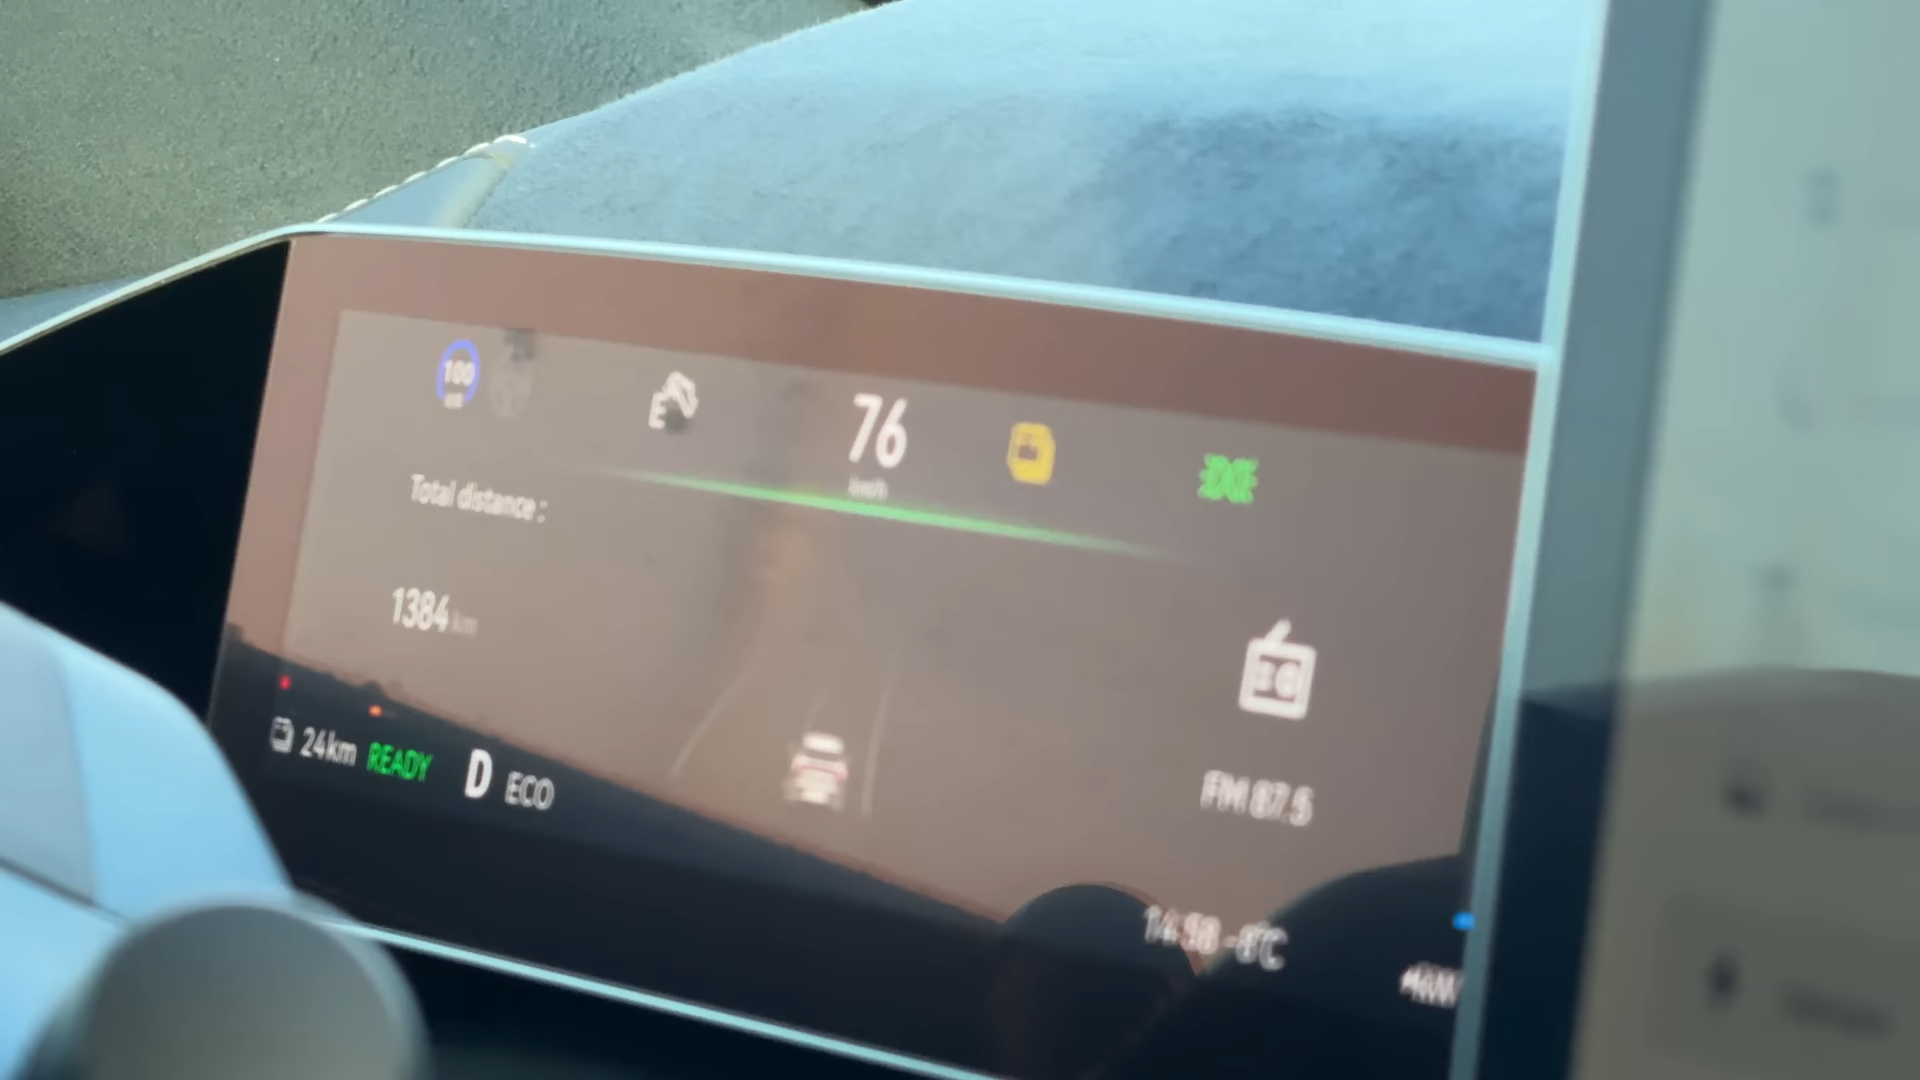 100
E
76
km/h
Total distance :
1384 km
24km READY D ECO
FM 87.5
14:58 -8°C